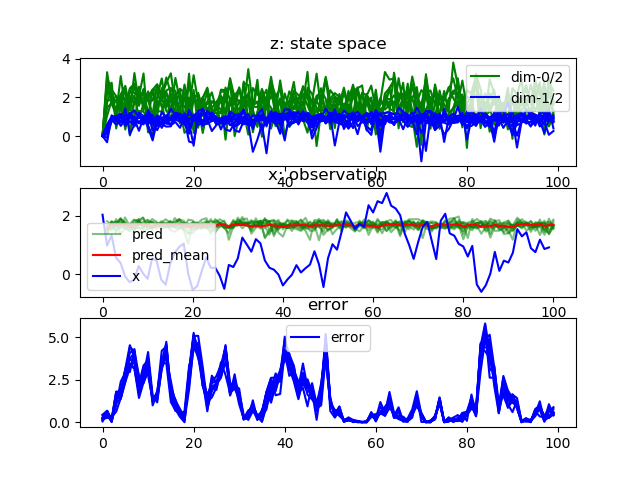 z: state space
4
2
0
dim-0/2
dim-1/2
0 20 40 60 80 100
x: observation
2
0
pred
pred_mean
x
0 20 40 60 80 100
error
5.0
2.5
0.0
error
0 20 40 60 80 100